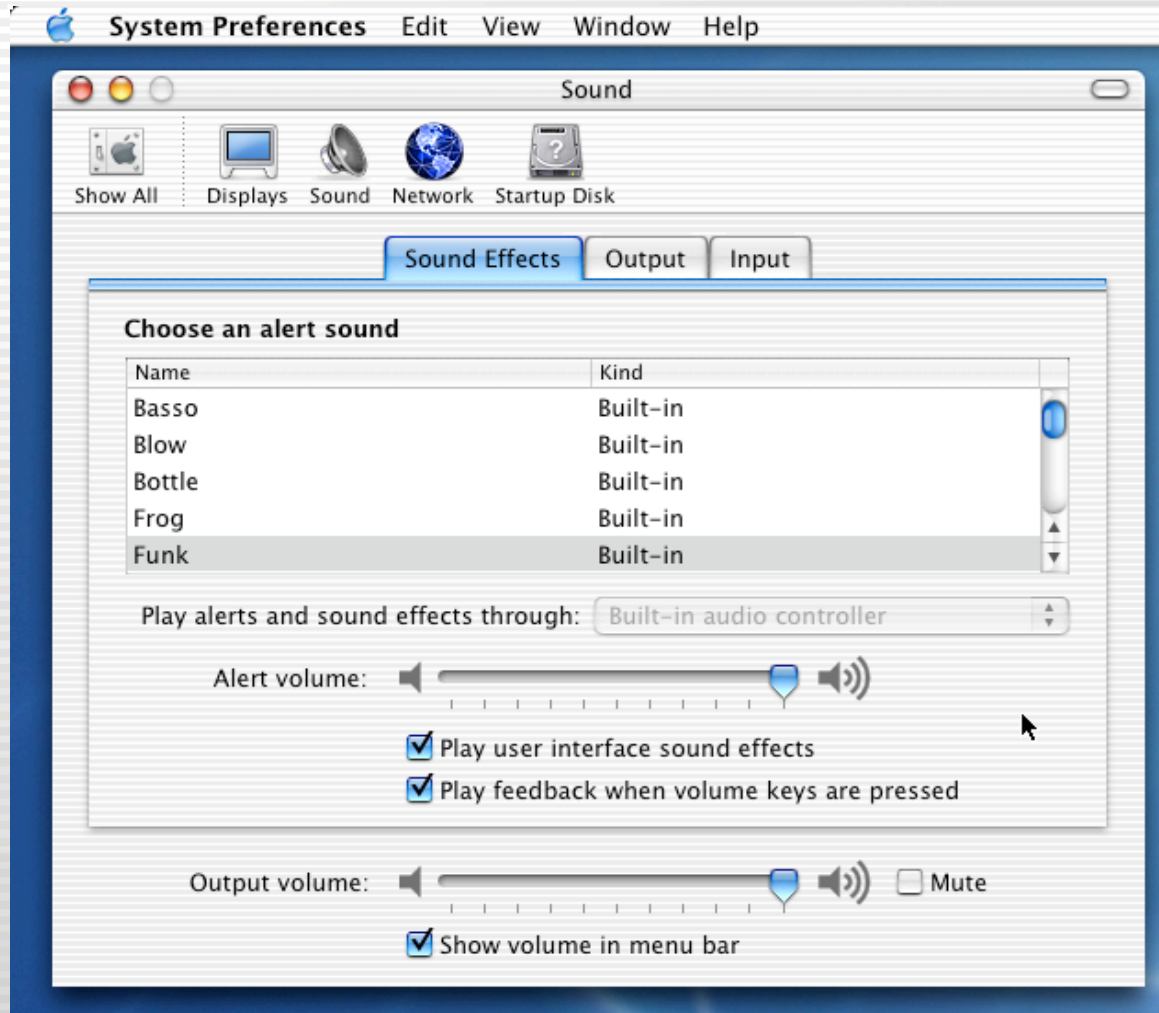 System Preferences Edit View Window Help
Sound
Show All Displays Sound Network Startup Disk
Sound Effects Output Input
Choose an alert sound
Name Kind
Basso Built-in
Blow Built-in
Bottle Built-in
Frog Built-in
Funk Built-in
Play alerts and sound effects through: Built-in audio controller
Alert volume:
Play user interface sound effects
Play feedback when volume keys are pressed
Output volume: Mute
Show volume in menu bar